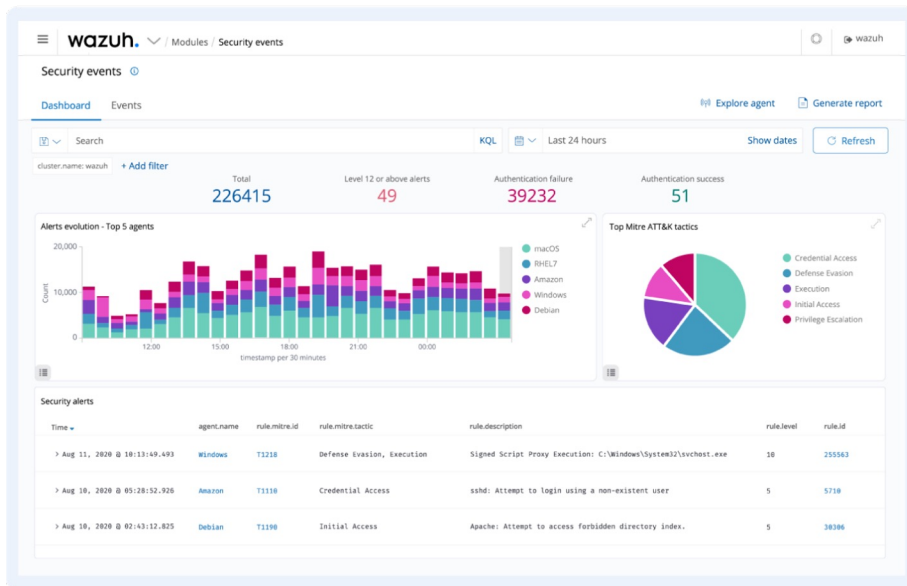 wazuh. / Modules / Security events
wazuh
Security events
Dashboard Events
Explore agent Generate report
Search KQL Last 24 hours Show dates Refresh
cluster.name: wazuh + Add filter
Total Level 12 or above alerts Authentication failure Authentication success
226415 49 39232 51
Alerts evolution - Top 5 agents
20,000
10,000
0
Count
12:00 15:00 18:00 21:00 00:00
timestamp per 30 minutes
macOS
RHEL7
Amazon
Windows
Debian
Top Mitre ATT&K tactics
Credential Access
Defense Evasion
Execution
Initial Access
Privilege Escalation
Security alerts
Time agent.name rule.mitre.id rule.mitre.tactic rule.description rule.level rule.id
> Aug 11, 2020 @ 10:13:49.493 Windows T1218 Defense Evasion, Execution Signed Script Proxy Execution: C:\Windows\System32\svchost.exe 10 255563
> Aug 10, 2020 @ 05:28:52.926 Amazon T1110 Credential Access sshd: Attempt to login using a non-existent user 5 5710
> Aug 10, 2020 @ 02:43:12.825 Debian T1190 Initial Access Apache: Attempt to access forbidden directory index. 5 30306